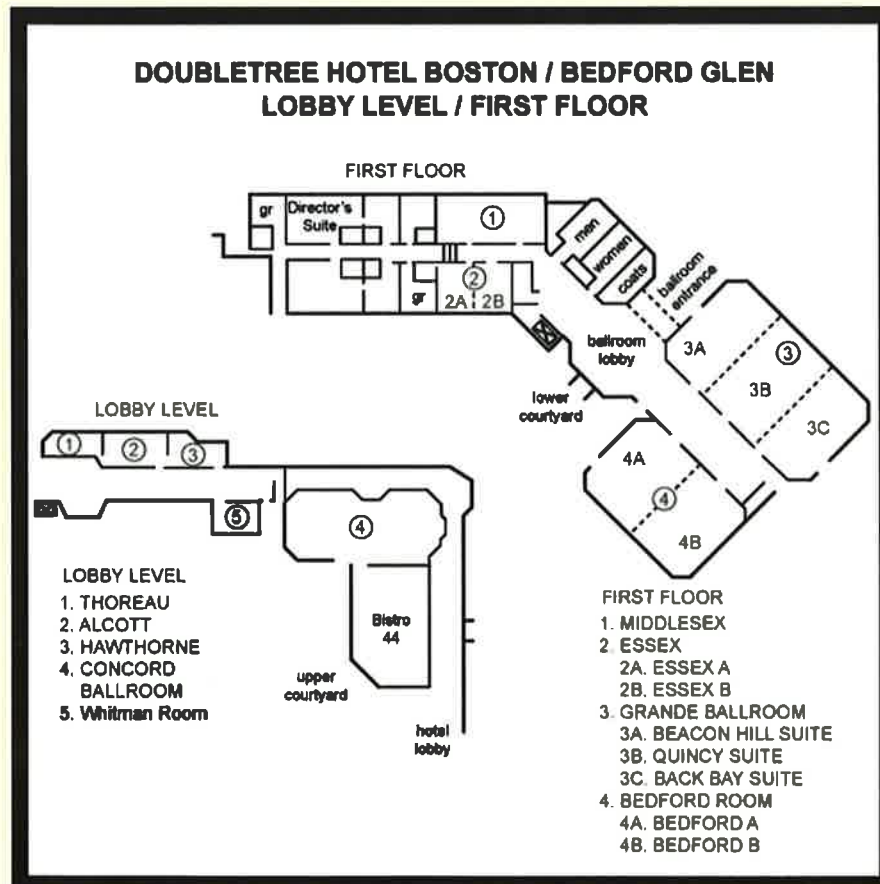 DOUBLETREE HOTEL BOSTON / BEDFORD GLEN
LOBBY LEVEL / FIRST FLOOR
FIRST FLOOR
gr
Director's
Suite
1
men
women
coats
ballroom
entrance
2
gr
2A
2B
ballroom
lobby
3A
3
3B
3C
lower
courtyard
4A
4
4B
LOBBY LEVEL
1
2
3
5
4
Bistro
44
upper
courtyard
hotel
lobby
LOBBY LEVEL
1. THOREAU
2. ALCOTT
3. HAWTHORNE
4. CONCORD
BALLROOM
5. Whitman Room
FIRST FLOOR
1. MIDDLESEX
2. ESSEX
2A. ESSEX A
2B. ESSEX B
3. GRANDE BALLROOM
3A. BEACON HILL SUITE
3B. QUINCY SUITE
3C. BACK BAY SUITE
4. BEDFORD ROOM
4A. BEDFORD A
4B. BEDFORD B